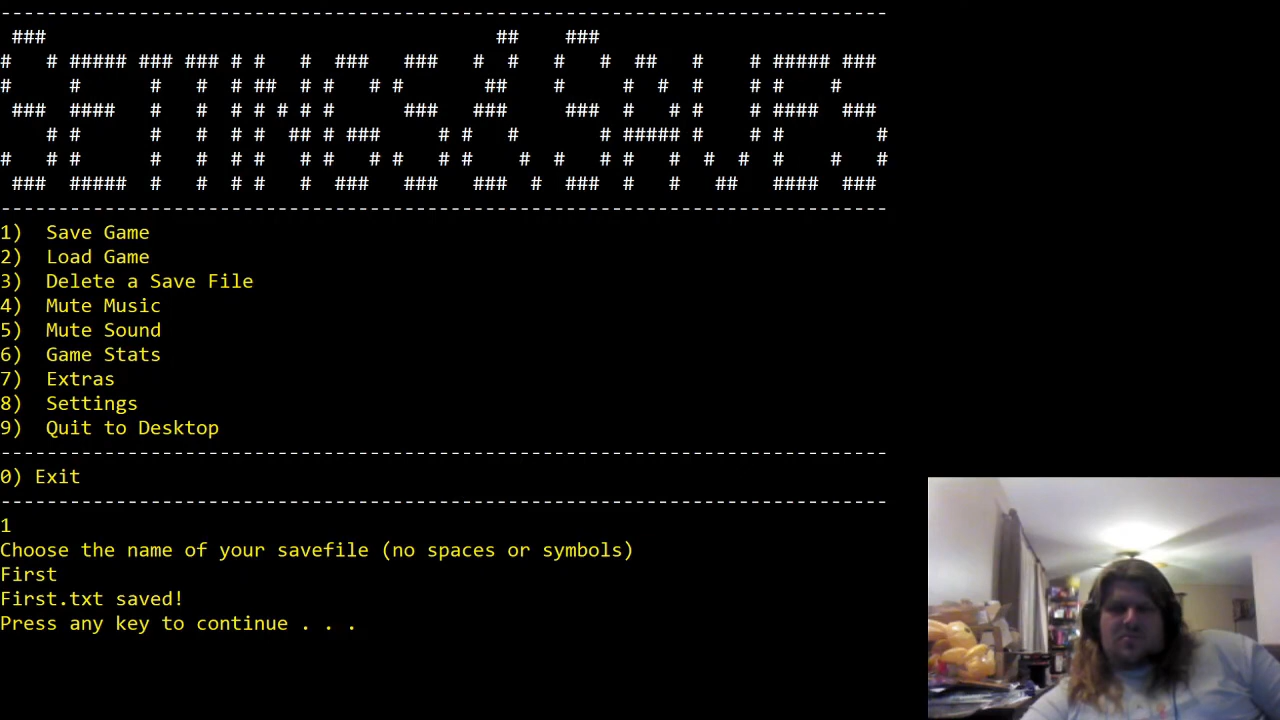 SETTINGS & SAVES
1) Save Game
2) Load Game
3) Delete a Save File
4) Mute Music
5) Mute Sound
6) Game Stats
7) Extras
8) Settings
9) Quit to Desktop
0) Exit
1
Choose the name of your savefile (no spaces or symbols)
First
First.txt saved!
Press any key to continue . . .